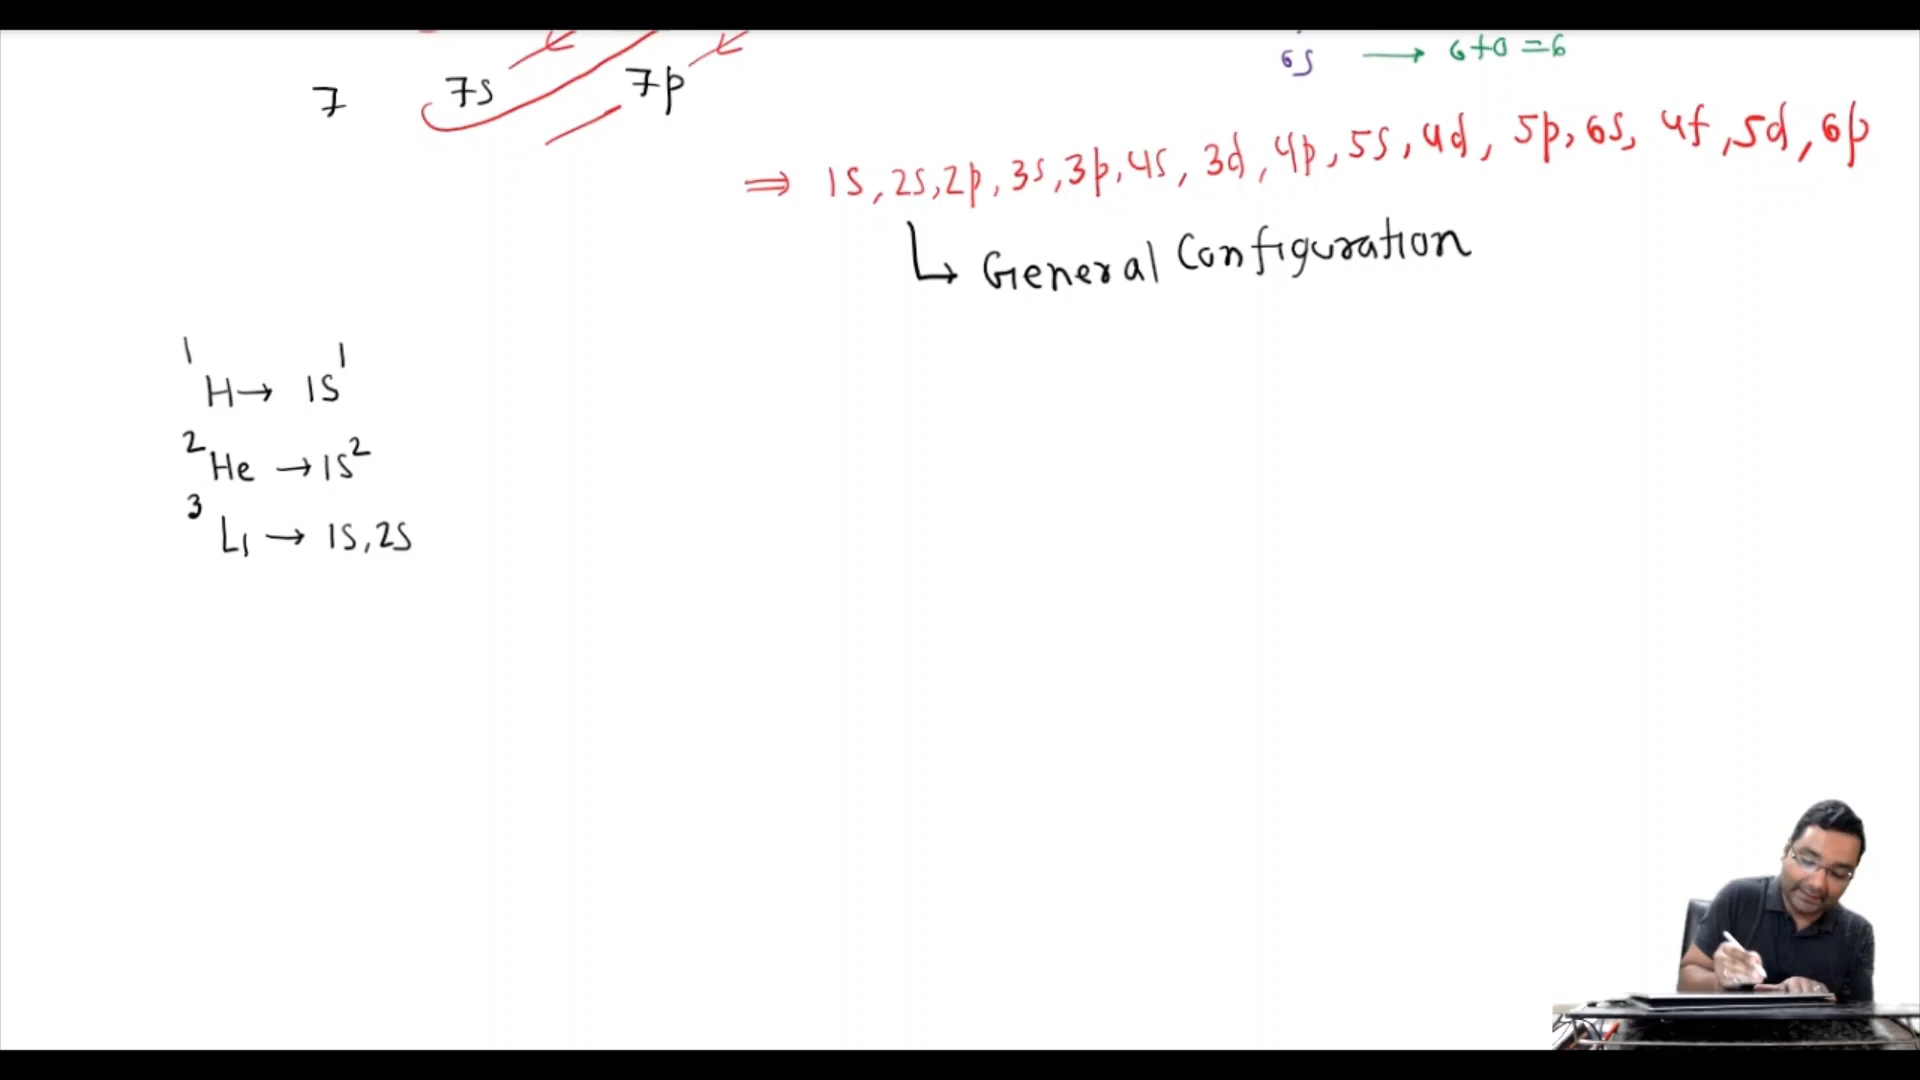 7 7s 7p
6s → 6+0=6
⇒ 1s, 2s, 2p, 3s, 3p, 4s, 3d, 4p, 5s, 4d, 5p, 6s, 4f, 5d, 6p
↳ General Configuration
¹H → 1s¹
²He → 1s²
³Li → 1s, 2s